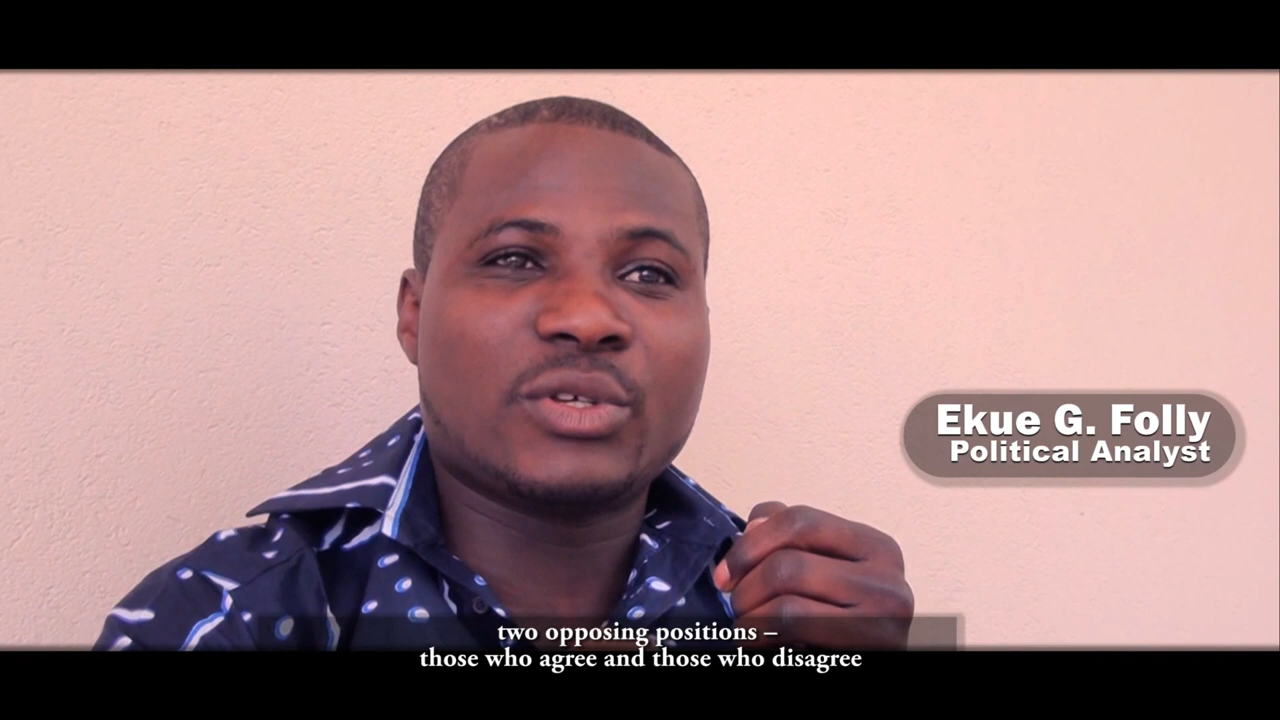 Ekue G. Folly
Political Analyst
two opposing positions –
those who agree and those who disagree